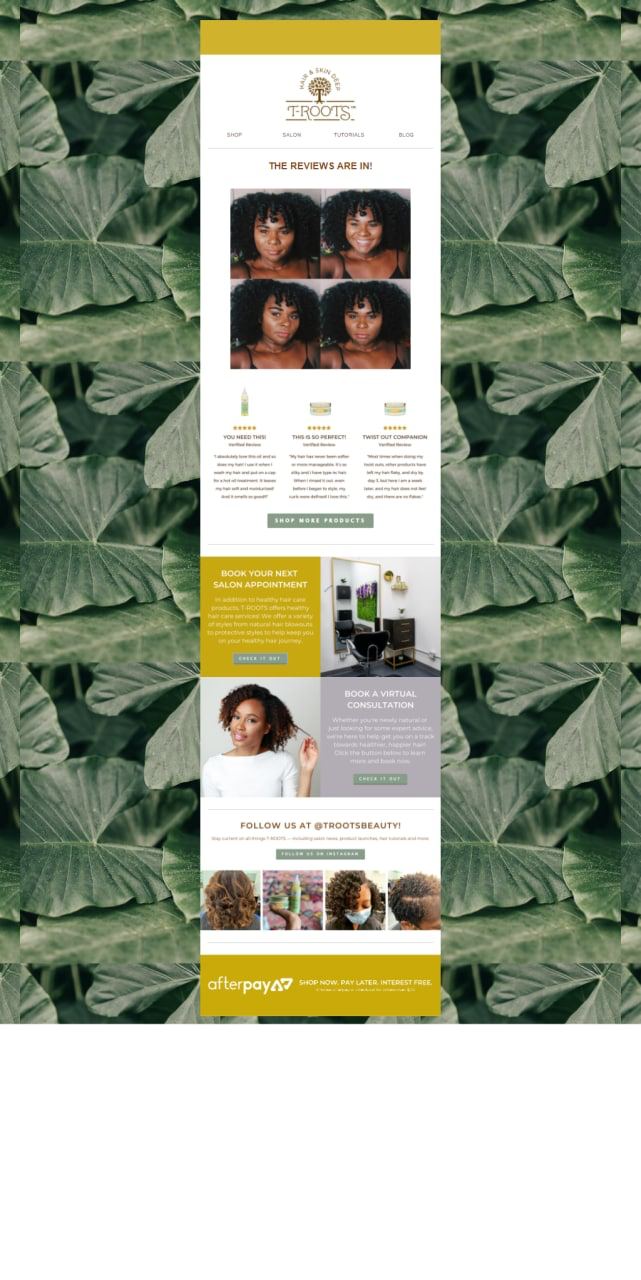 HAIR & SKIN DEEP
T-ROOTS
SHOP
SALON
TUTORIALS
BLOG
THE REVIEWS ARE IN!
YOU NEED THIS!
Verified Review
"I absolutely love this oil and so
does my hair! I use it when I
wash my hair and put on a cap
for a hot oil treatment. It leaves
my hair soft and moisturized!
And it smells so good!!"
THIS IS SO PERFECT!
Verified Review
"My hair has never been softer
or more manageable. It's so
silky and I have type 4c hair.
When I rinsed it out, even
before I began to style, my
curls were defined! I love this."
TWIST OUT COMPANION
Verified Review
"Most times when doing my
twist outs, other products have
left my hair flaky, and dry by
day 3, but here I am a week
later, and my hair does not feel
dry, and there are no flakes."
SHOP MORE PRODUCTS
BOOK YOUR NEXT
SALON APPOINTMENT
In addition to healthy hair care
products, T-ROOTS offers healthy
hair care services! We offer a variety
of styles from natural hair blowouts
to protective styles to help keep you
on your healthy hair journey.
CHECK IT OUT
BOOK A VIRTUAL
CONSULTATION
Whether you're newly natural or
just looking for some expert advice,
we're here to help get you on a track
towards healthier, happier hair!
Click the button below to learn
more and book now.
CHECK IT OUT
FOLLOW US AT @TROOTSBEAUTY!
Stay current on all things T-ROOTS — including salon news, product launches, hair tutorials and more.
FOLLOW US ON INSTAGRAM
afterpay
SHOP NOW. PAY LATER. INTEREST FREE.